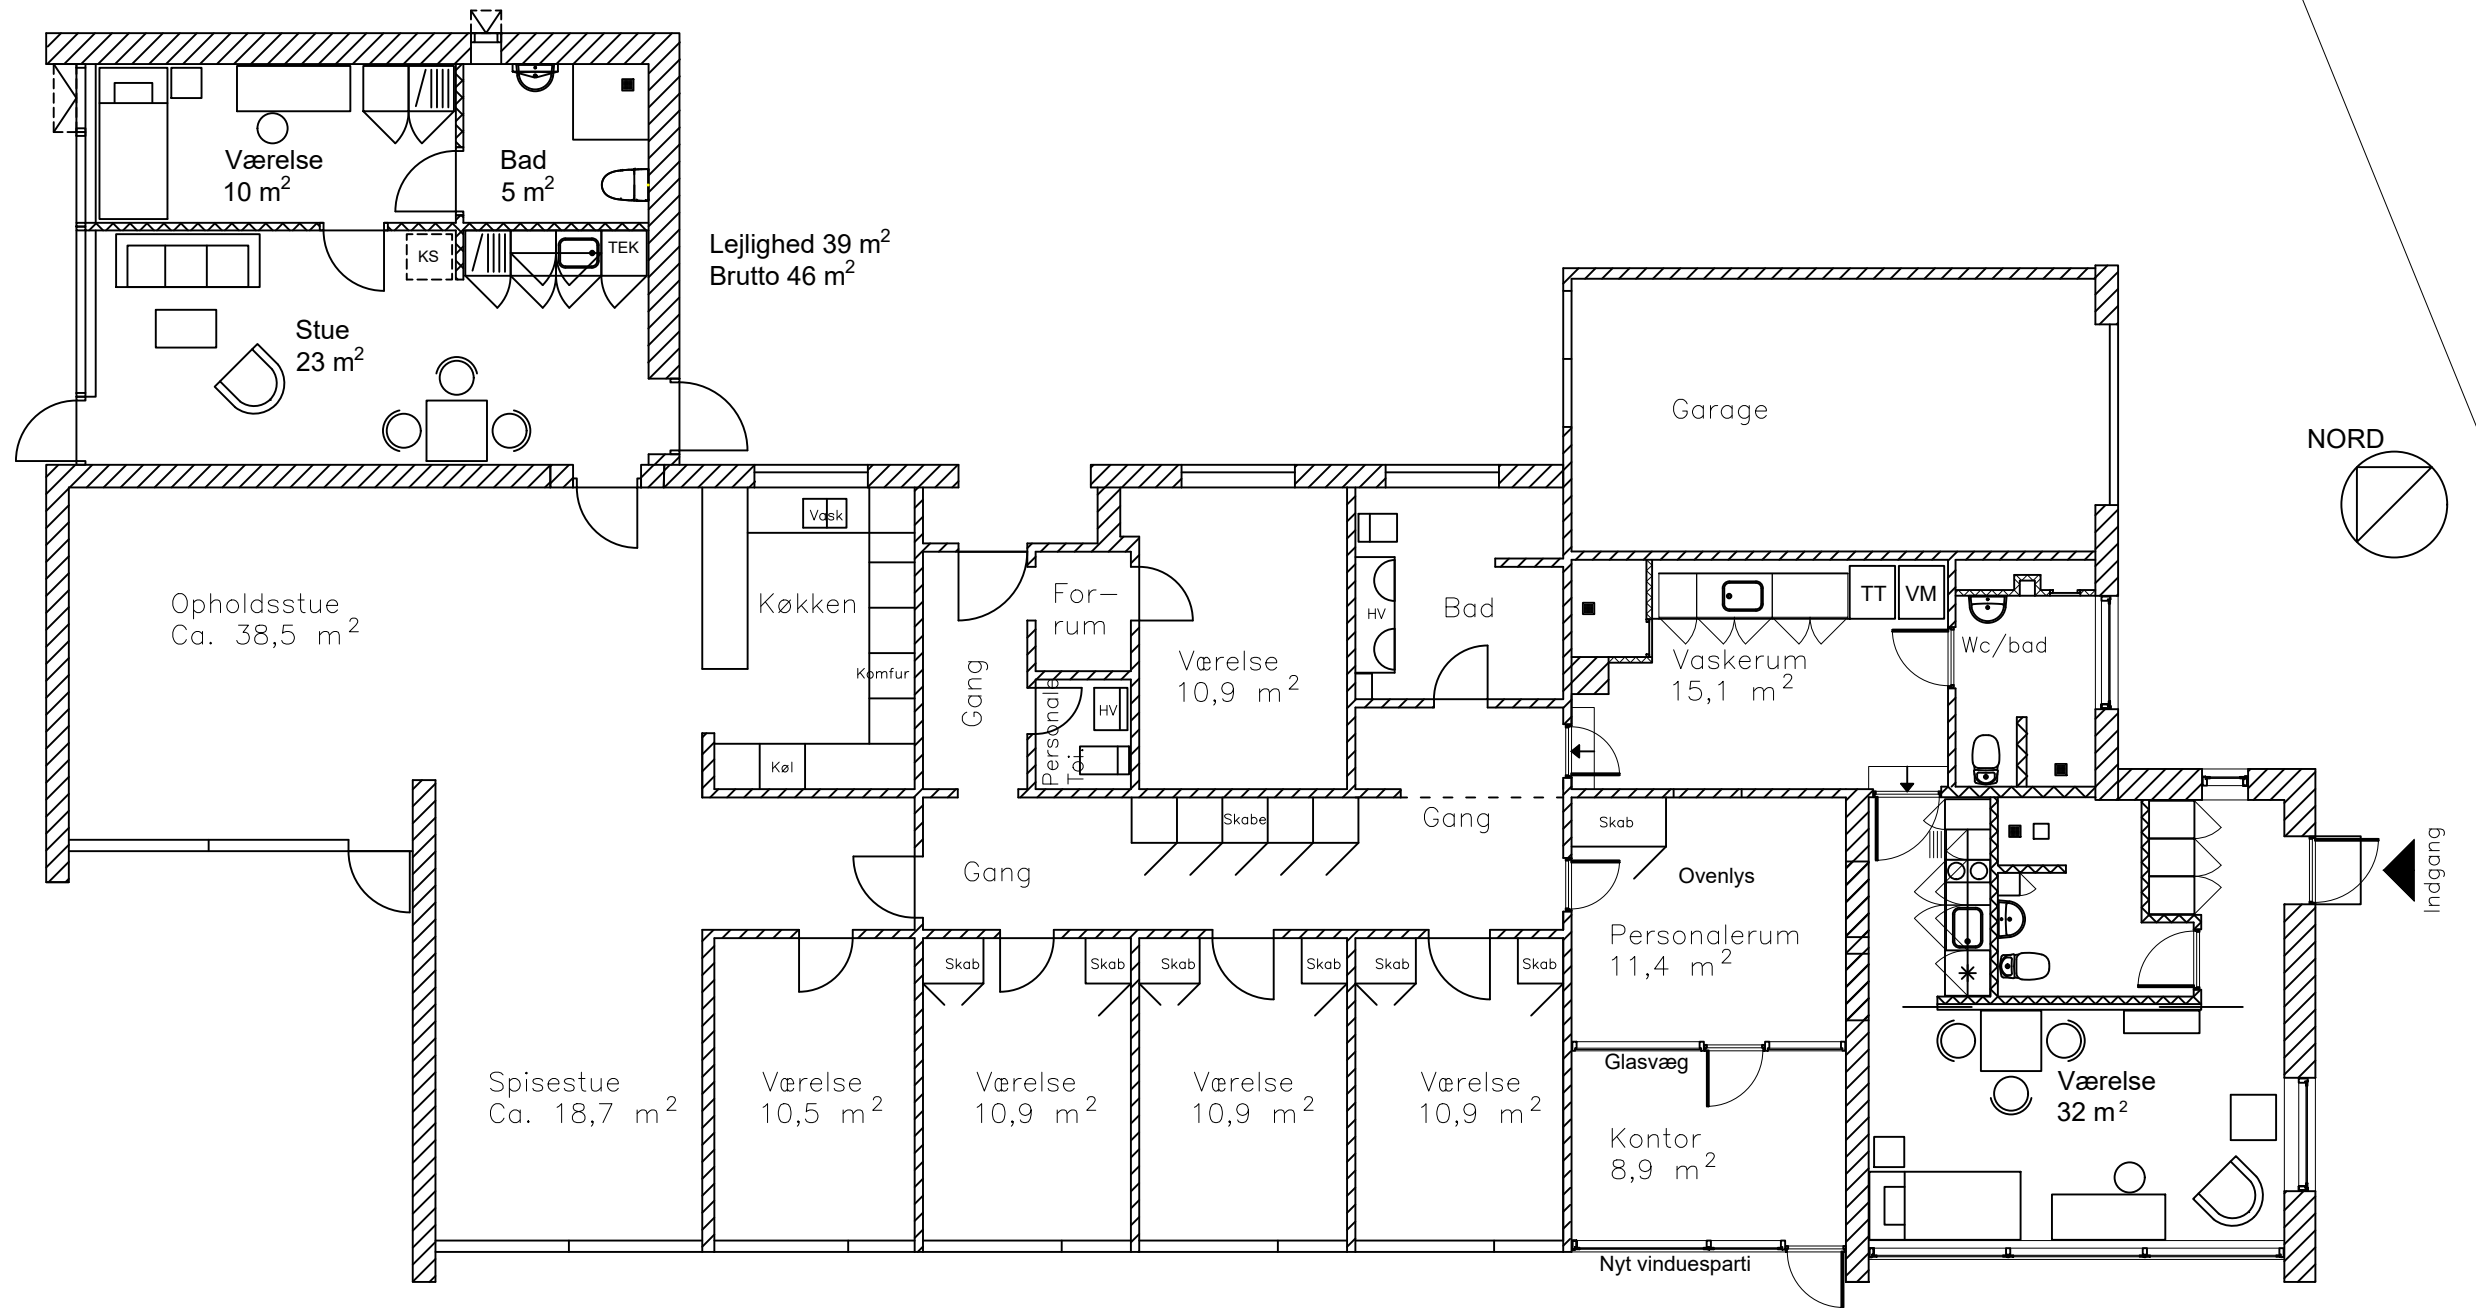 Værelse
10 m²
Bad
5 m²
Lejlighed 39 m²
Brutto 46 m²
KS
TEK
Stue
23 m²
Garage
NORD
Vask
Opholdsstue
Ca. 38,5 m²
Køkken
Komfur
Køl
For-
rum
Gang
Personale
Toi.
HV
Værelse
10,9 m²
HV
Bad
TT
VM
Vaskerum
15,1 m²
Wc/bad
Skabe
Gang
Gang
Skab
Ovenlys
Personalerum
11,4 m²
Indgang
Skab
Skab
Skab
Skab
Skab
Skab
Glasvæg
Spisestue
Ca. 18,7 m²
Værelse
10,5 m²
Værelse
10,9 m²
Værelse
10,9 m²
Værelse
10,9 m²
Kontor
8,9 m²
Værelse
32 m²
Nyt vinduesparti